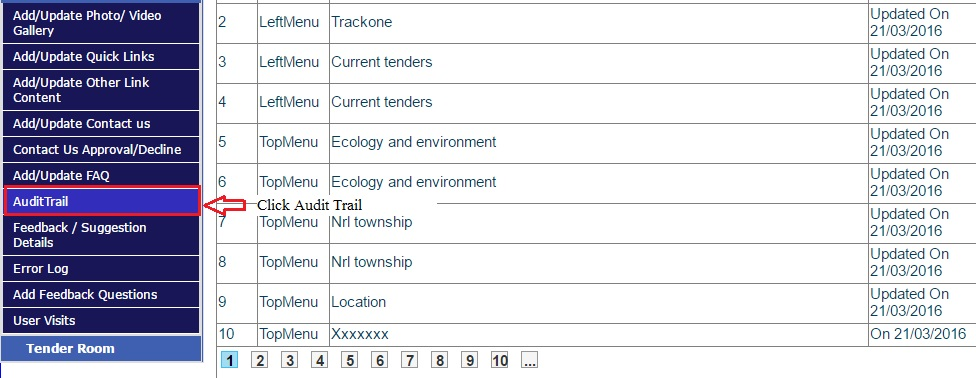 Add/Update Photo/ Video
Gallery
Add/Update Quick Links
Add/Update Other Link
Content
Add/Update Contact us
Contact Us Approval/Decline
Add/Update FAQ
AuditTrail
Feedback / Suggestion
Details
Error Log
Add Feedback Questions
User Visits
Tender Room
Click Audit Trail
2 LeftMenu Trackone Updated On
21/03/2016
3 LeftMenu Current tenders Updated On
21/03/2016
4 LeftMenu Current tenders Updated On
21/03/2016
5 TopMenu Ecology and environment Updated On
21/03/2016
6 TopMenu Ecology and environment Updated On
21/03/2016
7 TopMenu Nrl township Updated On
21/03/2016
8 TopMenu Nrl township Updated On
21/03/2016
9 TopMenu Location Updated On
21/03/2016
10 TopMenu Xxxxxxx On 21/03/2016
1 2 3 4 5 6 7 8 9 10 ...